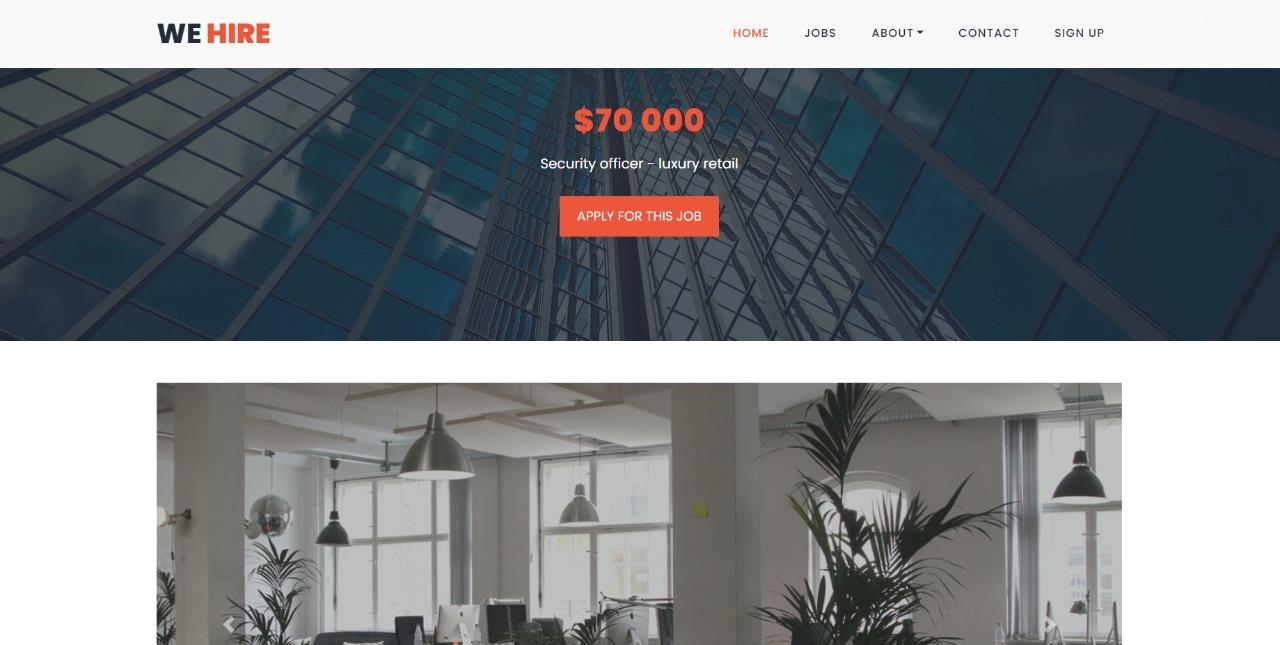 WE HIRE
HOME JOBS ABOUT CONTACT SIGN UP
$70 000
Security officer - luxury retail
APPLY FOR THIS JOB